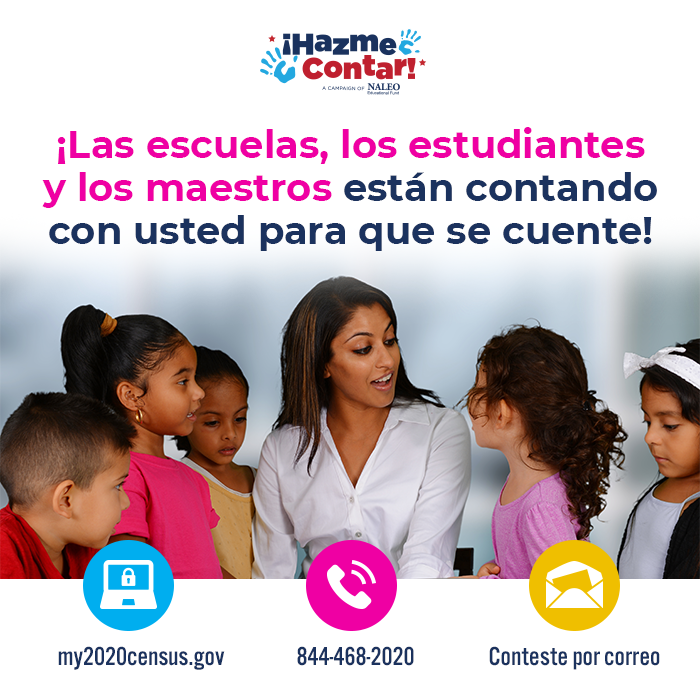 ¡Hazme
Contar!
A CAMPAIGN OF NALEO
Educational Fund
¡Las escuelas, los estudiantes
y los maestros están contando
con usted para que se cuente!
my2020census.gov
844-468-2020
Conteste por correo